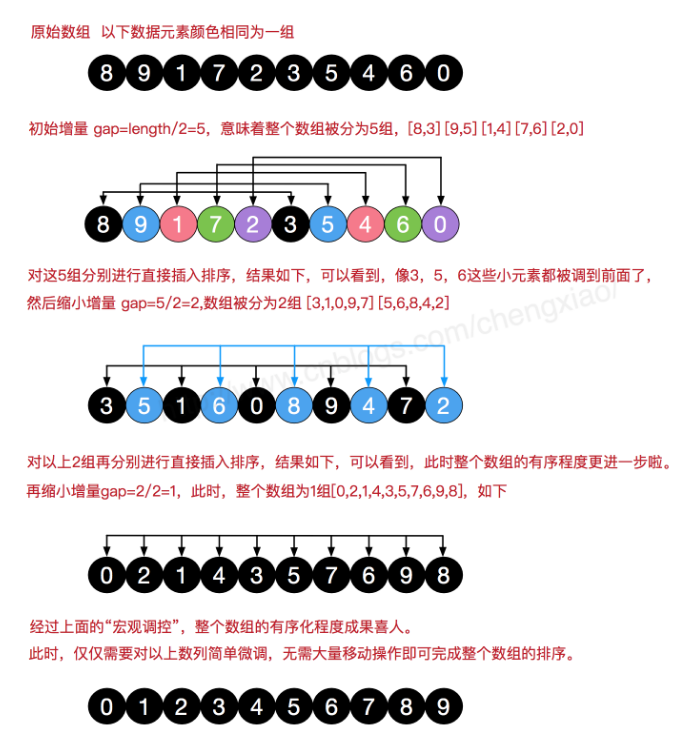 原始数组 以下数据元素颜色相同为一组
8 9 1 7 2 3 5 4 6 0
初始增量 gap=length/2=5，意味着整个数组被分为5组，[8,3][9,5][1,4][7,6][2,0]
8 9 1 7 2 3 5 4 6 0
对这5组分别进行直接插入排序，结果如下，可以看到，像3，5，6这些小元素都被调到前面了，
然后缩小增量 gap=5/2=2,数组被分为2组 [3,1,0,9,7][5,6,8,4,2]
www.cnblogs.com/chengxiao/
3 5 1 6 0 8 9 4 7 2
对以上2组再分别进行直接插入排序，结果如下，可以看到，此时整个数组的有序程度更进一步啦。
再缩小增量gap=2/2=1，此时，整个数组为1组[0,2,1,4,3,5,7,6,9,8]，如下
0 2 1 4 3 5 7 6 9 8
经过上面的“宏观调控”，整个数组的有序化程度成果喜人。
此时，仅仅需要对以上数列简单微调，无需大量移动操作即可完成整个数组的排序。
0 1 2 3 4 5 6 7 8 9